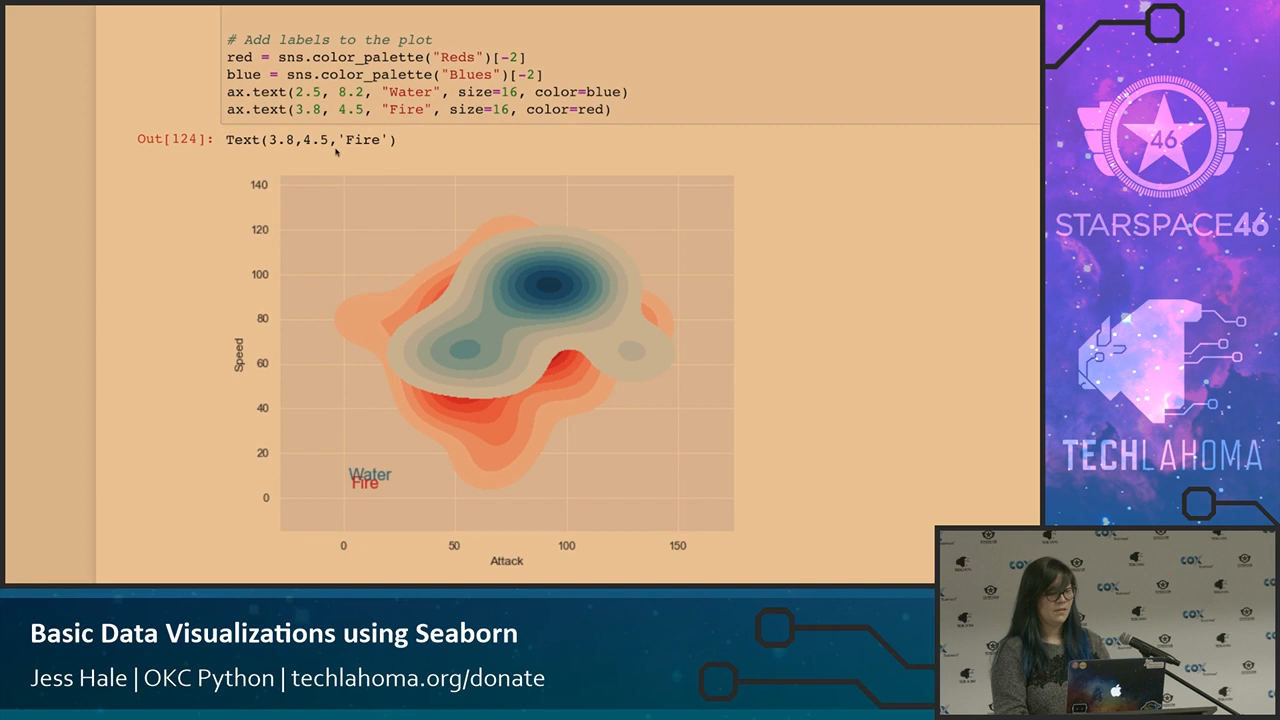 # Add labels to the plot
red = sns.color_palette("Reds")[-2]
blue = sns.color_palette("Blues")[-2]
ax.text(2.5, 8.2, "Water", size=16, color=blue)
ax.text(3.8, 4.5, "Fire", size=16, color=red)
Out[124]: Text(3.8,4.5,'Fire')
140
120
100
80
60
40
20
0
Speed
Water
Fire
0 50 100 150
Attack
46
STARSPACE46
TECHLAHOMA
COX
Basic Data Visualizations using Seaborn
Jess Hale | OKC Python | techlahoma.org/donate